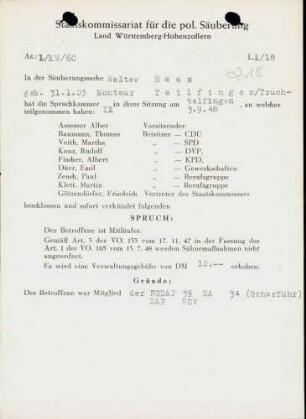 Staatskommissariat für die pol. Säuberung
Land Württemberg-Hohenzollern
Az: 1/KW/60 L1/18
In der Säuberungssache Walter Haas
geb. 31.1.05 Monteur Tailfingen/Truch-
hat die Spruchkammer in ihrer Sitzung am telfingen, an welcher
teilgenommen haben: IX 3.9.48
Assessor Alber Vorsitzender
Baumann, Thomas Beisitzer – CDU
Veith, Martha „ – SPD
Kanz, Rudolf „ – DVP,
Fischer, Albert „ – KPD,
Dürr, Emil „ – Gewerkschaften
Zeuch, Paul „ – Berufsgruppe
Klett, Martin „ – Berufsgruppe
Götzendörfer, Friedrich Vertreter des Staatskommissars
beschlossen und sofort verkündet folgenden
SPRUCH:
Der Betroffene ist Mitläufer.
Gemäß Art. 5 der VO. 133 vom 17. 11. 47 in der Fassung des
Art. 1 der VO. 165 vom 13. 7. 48 werden Sühnemaßnahmen nicht
angeordnet.
Es wird eine Verwaltungsgebühr von DM 10.-- erhoben.
Gründe:
Der Betroffene war Mitglied der NSDAP 39 SA 34 (Scharführ)
DAF NSV